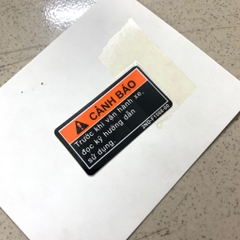 CẢNH BÁO
Trước khi vận hành xe,
đọc kỹ hướng dẫn
sử dụng.